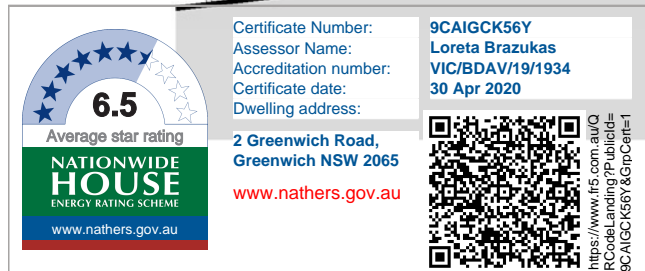 6.5
Average star rating
NATIONWIDE
HOUSE
ENERGY RATING SCHEME
www.nathers.gov.au
Certificate Number: 9CAIGCK56Y
Assessor Name: Loreta Brazukas
Accreditation number: VIC/BDAV/19/1934
Certificate date: 30 Apr 2020
Dwelling address:
2 Greenwich Road,
Greenwich NSW 2065
www.nathers.gov.au
https://www.fr5.com.au/Q
RCodeLanding?PublicId=
9CAIGCK56Y&GrpCert=1